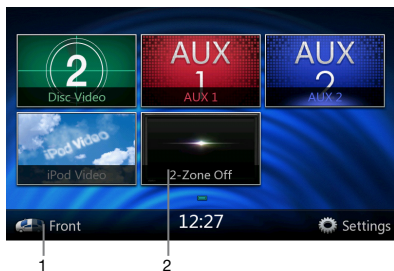 2
Disc Video
AUX
1
AUX 1
AUX
2
AUX 2
iPod Video
iPod Video
2-Zone Off
Front
12:27
Settings
1
2